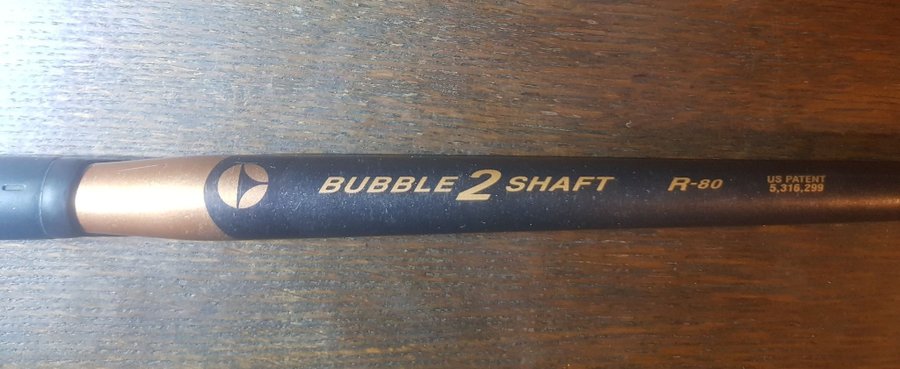 BUBBLE 2 SHAFT R-80
US PATENT
5,316,299